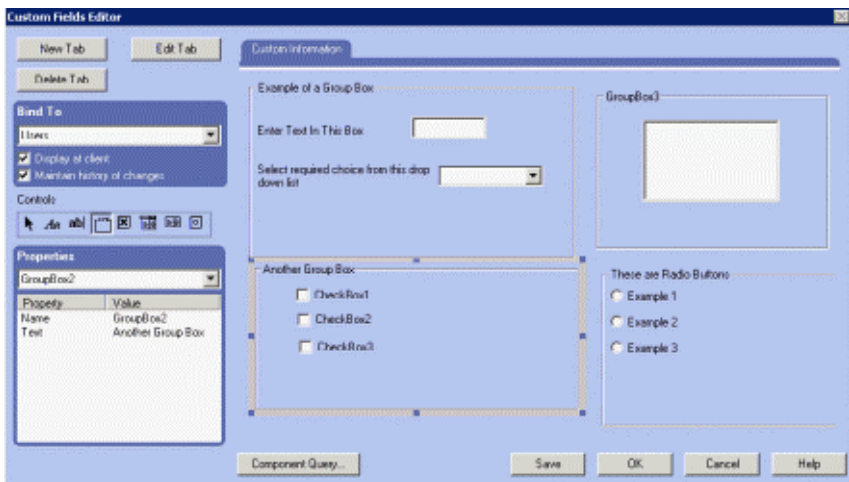 Custom Fields Editor
New Tab
Edit Tab
Delete Tab
Bind To
Users
Display at client
Maintain history of changes
Controls
Aa
ab|
Properties
GroupBox2
Property Value
Name GroupBox2
Text Another Group Box
Custom Information
Example of a Group Box
Enter Text In This Box
Select required choice from this drop
down list
GroupBox3
Another Group Box
CheckBox1
CheckBox2
CheckBox3
These are Radio Buttons
Example 1
Example 2
Example 3
Component Query...
Save
OK
Cancel
Help